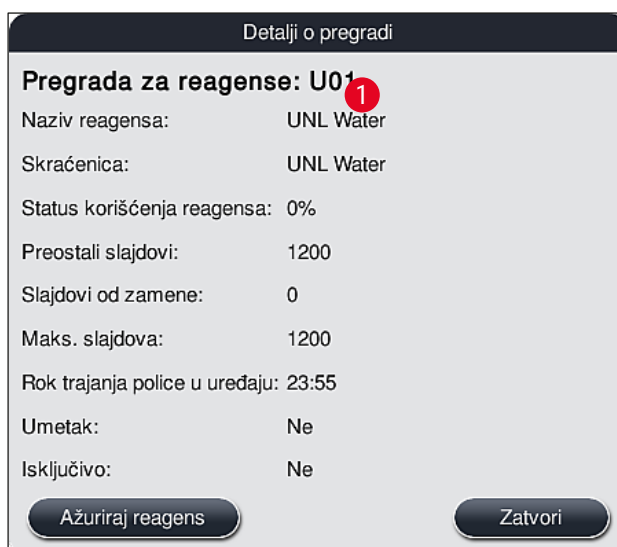 Detalji o pregradi
Pregrada za reagense: U01
1
Naziv reagensa: UNL Water
Skraćenica: UNL Water
Status korišćenja reagensa: 0%
Preostali slajdovi: 1200
Slajdovi od zamene: 0
Maks. slajdova: 1200
Rok trajanja police u uređaju: 23:55
Umetak: Ne
Isključivo: Ne
Ažuriraj reagens Zatvori